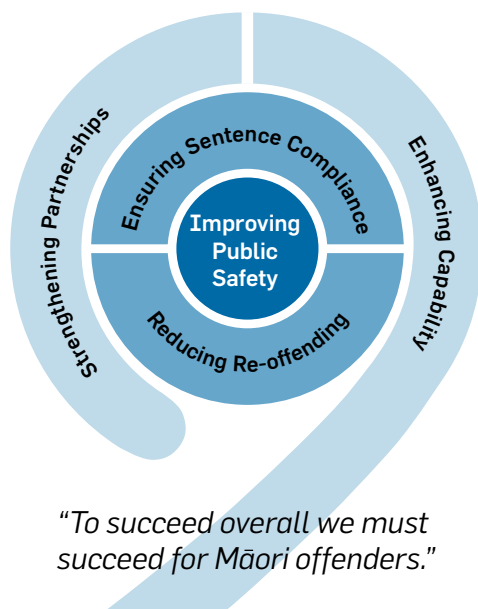 Strengthening Partnerships
Enhancing Capability
Ensuring Sentence Compliance
Improving
Public
Safety
Reducing Re-offending
“To succeed overall we must
succeed for Māori offenders.”